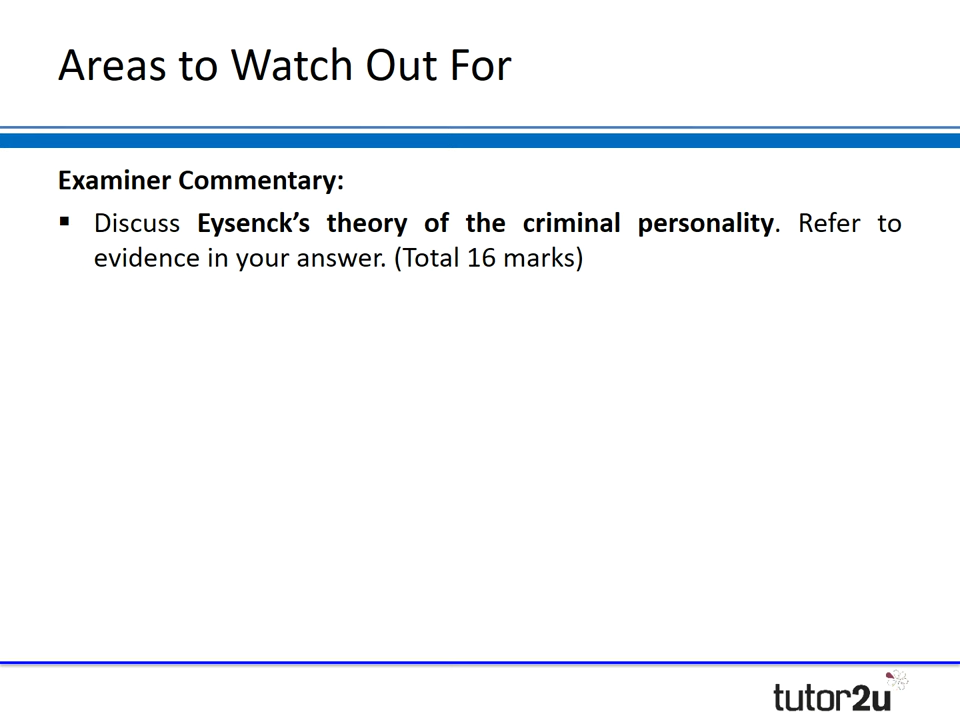 Areas to Watch Out For
Examiner Commentary:
▪ Discuss Eysenck’s theory of the criminal personality. Refer to
evidence in your answer. (Total 16 marks)
tutor2u